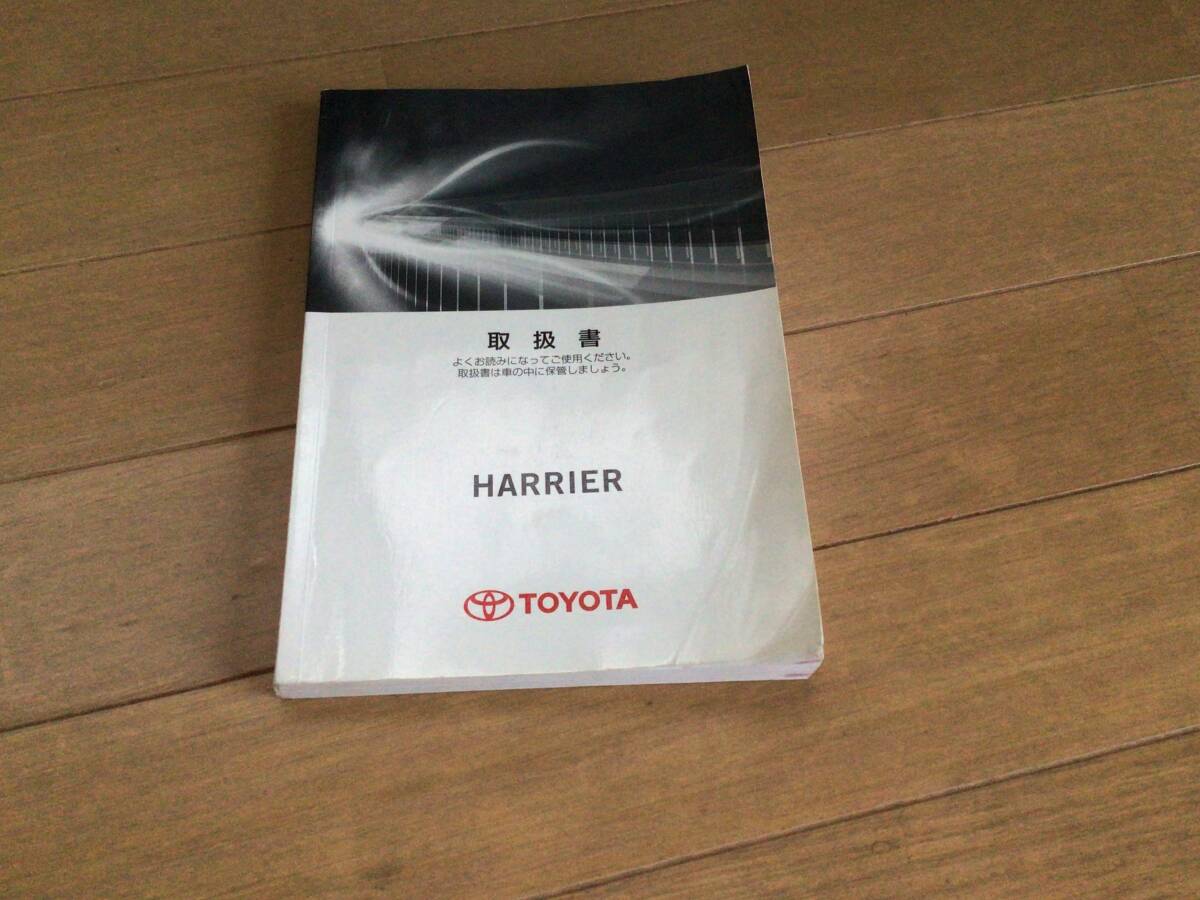 取扱書
よくお読みになってご使用ください。
取扱書は車の中に保管しましょう。
HARRIER
TOYOTA